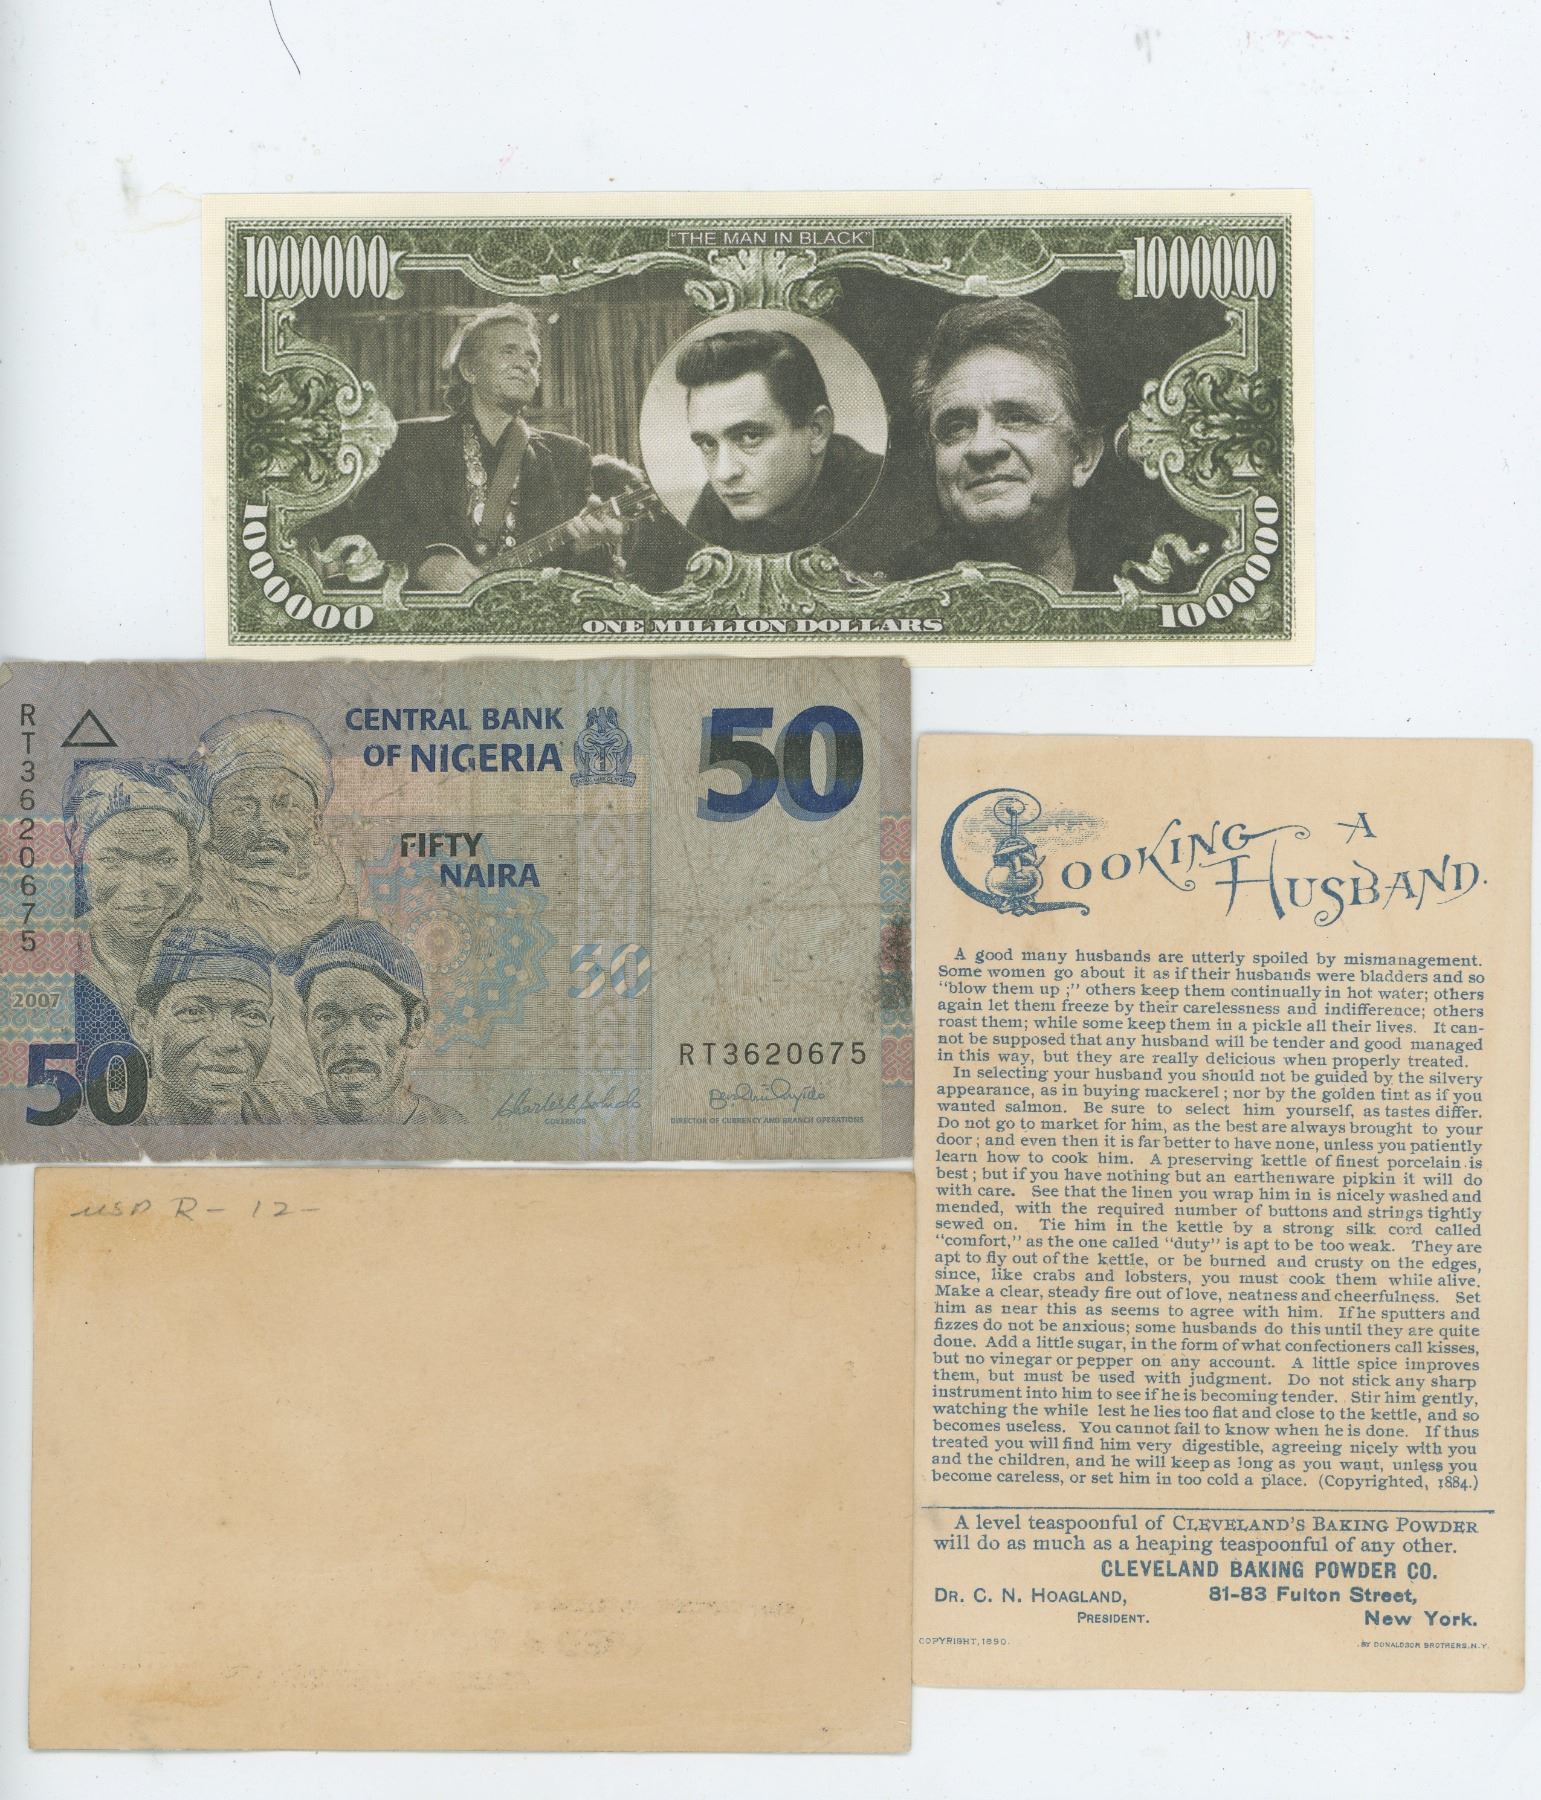 "THE MAN IN BLACK"
1000000 1000000
1000000 1000000
ONE MILLION DOLLARS
RT3620675
CENTRAL BANK
OF NIGERIA
50
FIFTY
NAIRA
50
2007
50
RT3620675
GOVERNOR
DIRECTOR OF CURRENCY AND BRANCH OPERATIONS
USP R- 12-
COOKING A
HUSBAND.
A good many husbands are utterly spoiled by mismanagement.
Some women go about it as if their husbands were bladders and so
"blow them up;" others keep them continually in hot water; others
again let them freeze by their carelessness and indifference; others
roast them; while some keep them in a pickle all their lives. It can-
not be supposed that any husband will be tender and good managed
in this way, but they are really delicious when properly treated.
In selecting your husband you should not be guided by the silvery
appearance, as in buying mackerel; nor by the golden tint as if you
wanted salmon. Be sure to select him yourself, as tastes differ.
Do not go to market for him, as the best are always brought to your
door; and even then it is far better to have none, unless you patiently
learn how to cook him. A preserving kettle of finest porcelain is
best; but if you have nothing but an earthenware pipkin it will do
with care. See that the linen you wrap him in is nicely washed and
mended, with the required number of buttons and strings tightly
sewed on. Tie him in the kettle by a strong silk cord called
"comfort," as the one called "duty" is apt to be too weak. They are
apt to fly out of the kettle, or be burned and crusty on the edges,
since, like crabs and lobsters, you must cook them while alive.
Make a clear, steady fire out of love, neatness and cheerfulness. Set
him as near this as seems to agree with him. If he sputters and
fizzes do not be anxious; some husbands do this until they are quite
done. Add a little sugar, in the form of what confectioners call kisses,
but no vinegar or pepper on any account. A little spice improves
them, but must be used with judgment. Do not stick any sharp
instrument into him to see if he is becoming tender. Stir him gently,
watching the while lest he lies too flat and close to the kettle, and so
becomes useless. You cannot fail to know when he is done. If thus
treated you will find him very digestible, agreeing nicely with you
and the children, and he will keep as long as you want, unless you
become careless, or set him in too cold a place. (Copyrighted, 1884.)
A level teaspoonful of CLEVELAND'S BAKING POWDER
will do as much as a heaping teaspoonful of any other.
CLEVELAND BAKING POWDER CO.
DR. C. N. HOAGLAND, 81-83 Fulton Street,
PRESIDENT. New York.
COPYRIGHT, 1890. BY DONALDSON BROTHERS, N.Y.